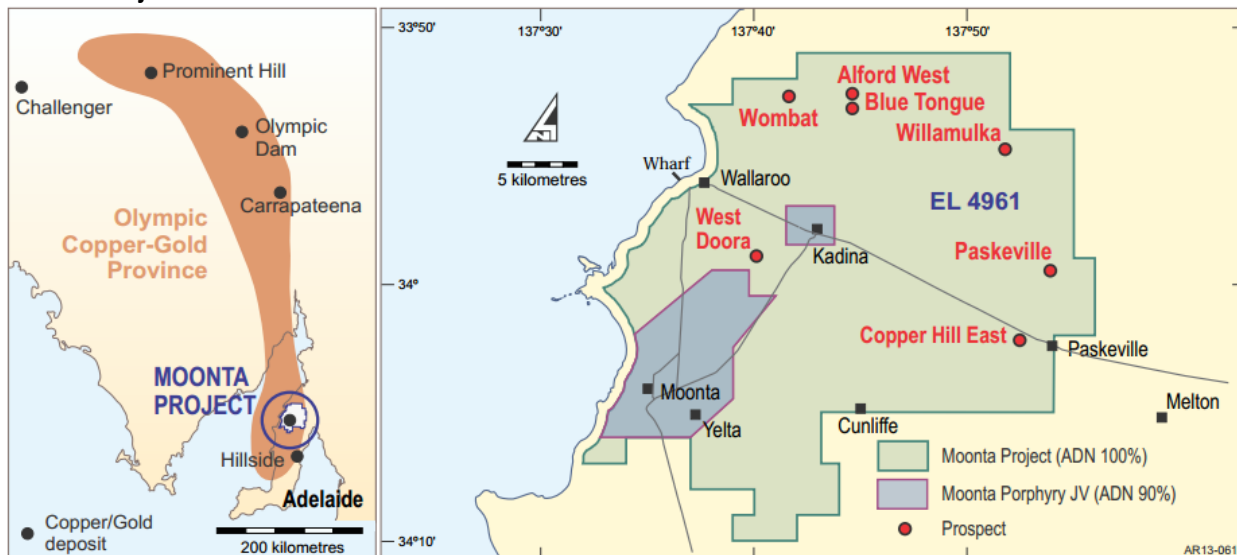 Prominent Hill
Challenger
Olympic
Dam
Carrapateena
Olympic
Copper-Gold
Province
MOONTA
PROJECT
Hillside
Adelaide
Copper/Gold
deposit
200 kilometres
137°30'
137°40'
137°50'
33°50'
34°
34°10'
N
5 kilometres
Wharf
Wallaroo
Wombat
Alford West
Blue Tongue
Willamulka
EL 4961
West
Doora
Kadina
Paskeville
Copper Hill East
Paskeville
Moonta
Yelta
Cunliffe
Melton
Moonta Project (ADN 100%)
Moonta Porphyry JV (ADN 90%)
Prospect
AR13-061